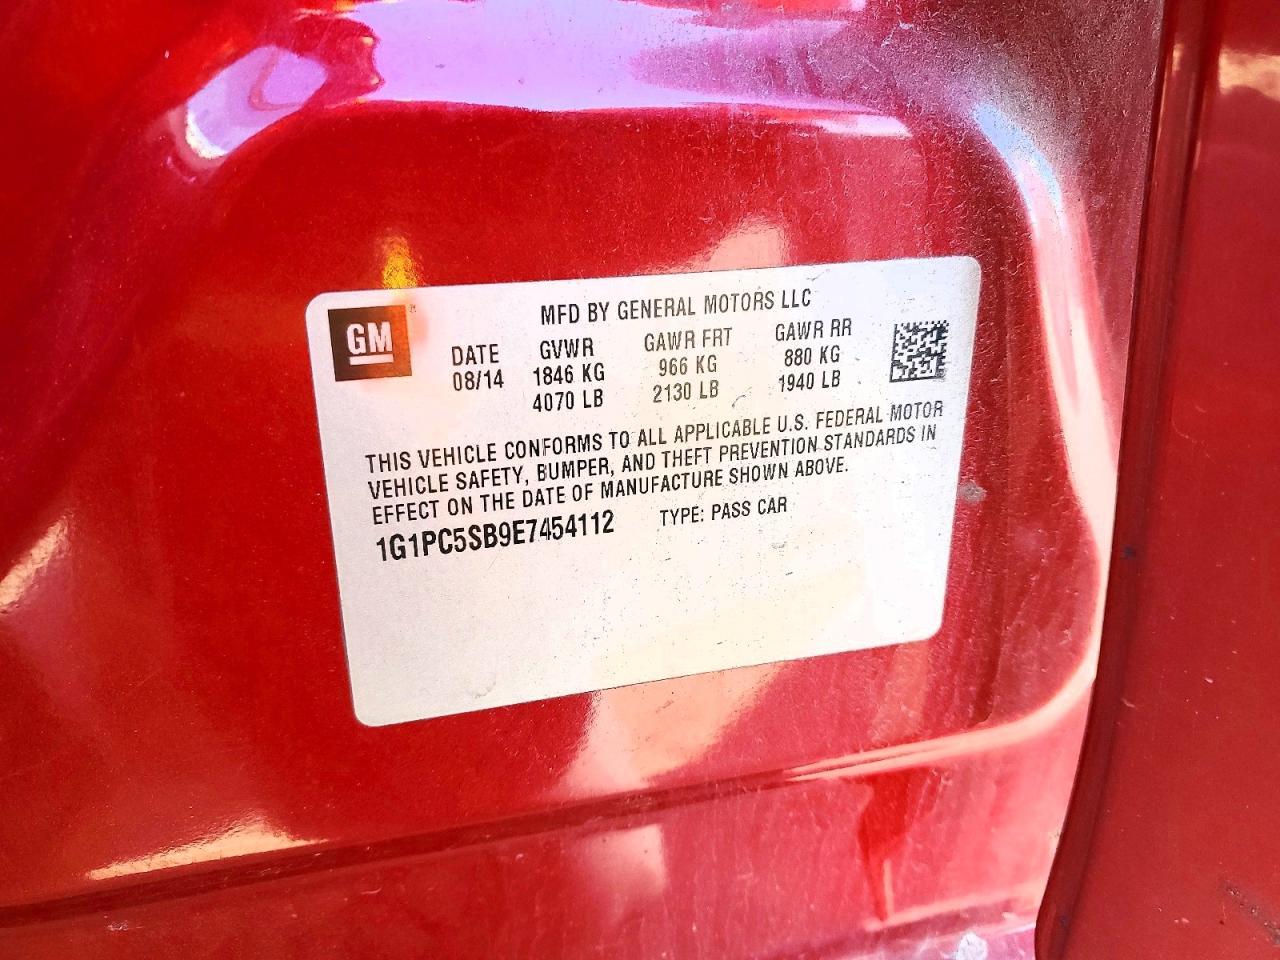 GM
MFD BY GENERAL MOTORS LLC
DATE GVWR GAWR FRT GAWR RR
08/14 1846 KG 966 KG 880 KG
4070 LB 2130 LB 1940 LB
THIS VEHICLE CONFORMS TO ALL APPLICABLE U.S. FEDERAL MOTOR
VEHICLE SAFETY, BUMPER, AND THEFT PREVENTION STANDARDS IN
EFFECT ON THE DATE OF MANUFACTURE SHOWN ABOVE.
1G1PC5SB9E7454112 TYPE: PASS CAR